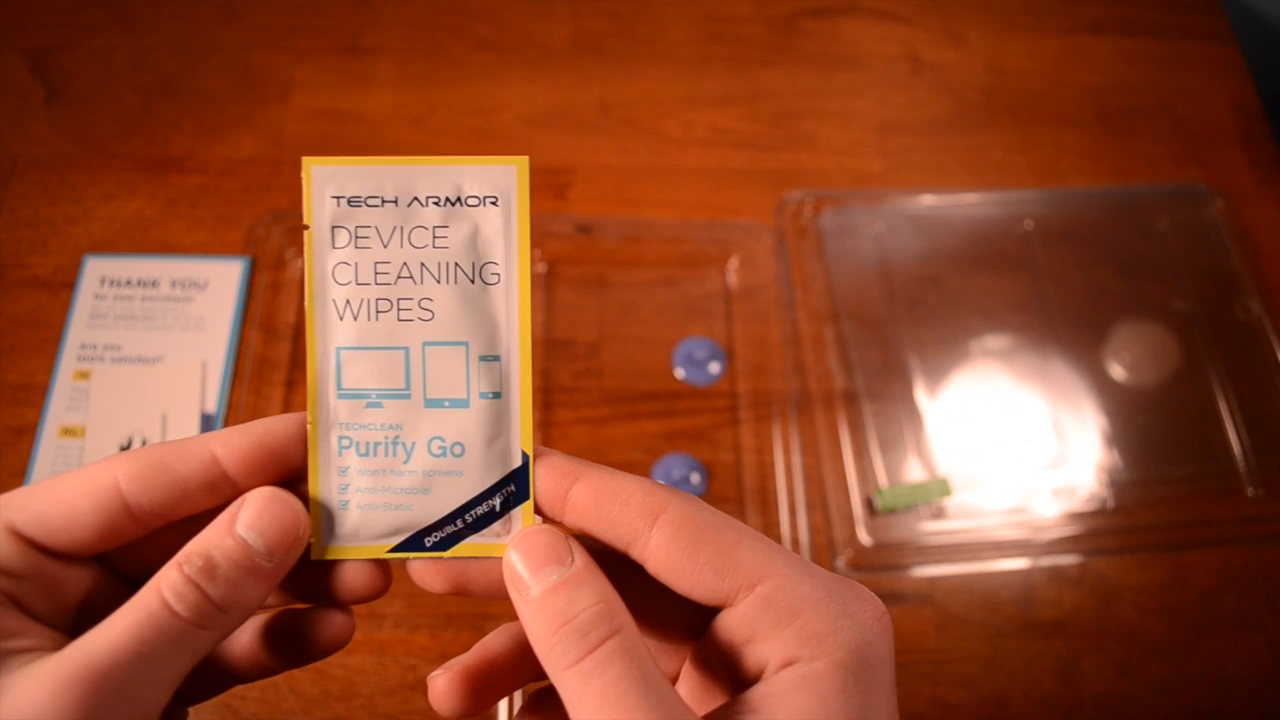 TECH ARMOR
DEVICE
CLEANING
WIPES
TECHCLEAN
Purify Go
Won't harm screens
Anti-Microbial
Anti-Static
DOUBLE STRENGTH
THANK YOU
for your purchase!
Are you
100% satisfied?